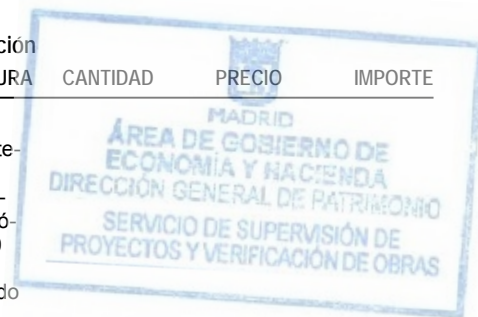 ción
URA CANTIDAD PRECIO IMPORTE
MADRID
te-
ÁREA DE GOBIERNO DE
ECONOMÍA Y HACIENDA
-
DIRECCIÓN GENERAL DE PATRIMONIO
ó-
SERVICIO DE SUPERVISIÓN DE
)
PROYECTOS Y VERIFICACIÓN DE OBRAS
do